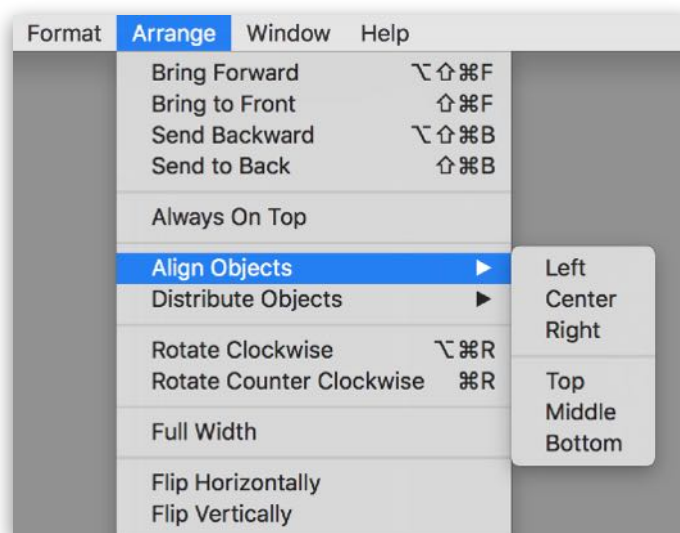 Format Arrange Window Help
Bring Forward ⌥⇧⌘F
Bring to Front ⇧⌘F
Send Backward ⌥⇧⌘B
Send to Back ⇧⌘B
Always On Top
Align Objects ▶
Distribute Objects ▶
Rotate Clockwise ⌥⌘R
Rotate Counter Clockwise ⌘R
Full Width
Flip Horizontally
Flip Vertically
Left
Center
Right
Top
Middle
Bottom